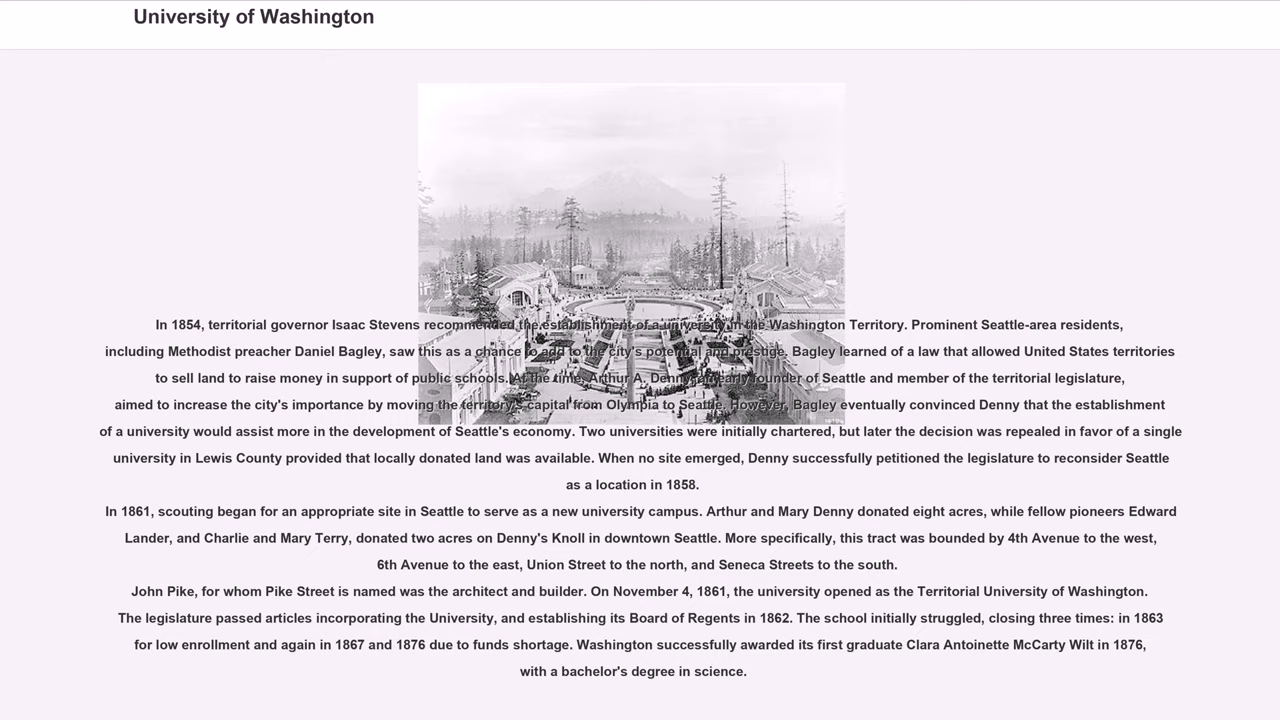 University of Washington
In 1854, territorial governor Isaac Stevens recommended the establishment of a university in the Washington Territory. Prominent Seattle-area residents,
including Methodist preacher Daniel Bagley, saw this as a chance to add to the city's potential and prestige. Bagley learned of a law that allowed United States territories
to sell land to raise money in support of public schools. At the time, Arthur A. Denny, an early founder of Seattle and member of the territorial legislature,
aimed to increase the city's importance by moving the territory's capital from Olympia to Seattle. However, Bagley eventually convinced Denny that the establishment
of a university would assist more in the development of Seattle's economy. Two universities were initially chartered, but later the decision was repealed in favor of a single
university in Lewis County provided that locally donated land was available. When no site emerged, Denny successfully petitioned the legislature to reconsider Seattle
as a location in 1858.
In 1861, scouting began for an appropriate site in Seattle to serve as a new university campus. Arthur and Mary Denny donated eight acres, while fellow pioneers Edward
Lander, and Charlie and Mary Terry, donated two acres on Denny's Knoll in downtown Seattle. More specifically, this tract was bounded by 4th Avenue to the west,
6th Avenue to the east, Union Street to the north, and Seneca Streets to the south.
John Pike, for whom Pike Street is named was the architect and builder. On November 4, 1861, the university opened as the Territorial University of Washington.
The legislature passed articles incorporating the University, and establishing its Board of Regents in 1862. The school initially struggled, closing three times: in 1863
for low enrollment and again in 1867 and 1876 due to funds shortage. Washington successfully awarded its first graduate Clara Antoinette McCarty Wilt in 1876,
with a bachelor's degree in science.